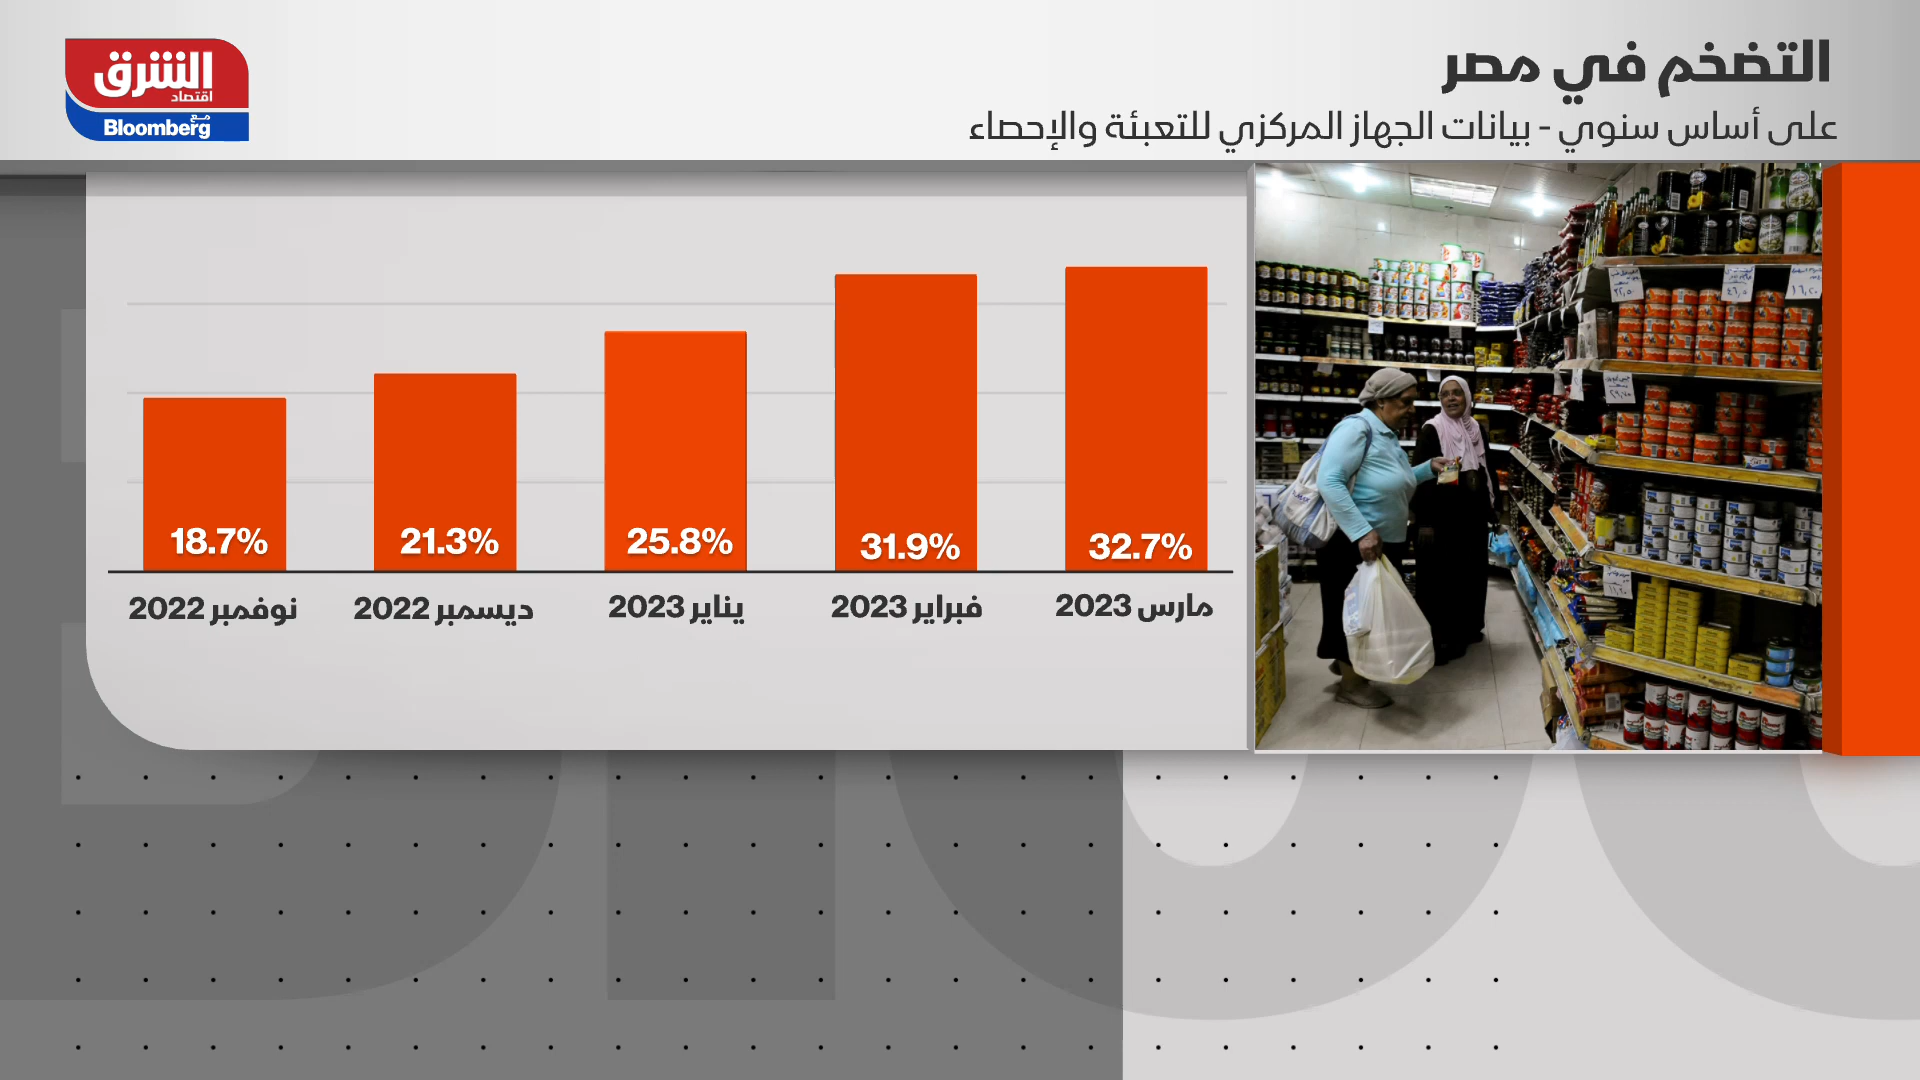 التضخم في مصر
على أساس سنوي - بيانات الجهاز المركزي للتعبئة والإحصاء
الشرق
اقتصاد
مع
Bloomberg
18.7%
21.3%
25.8%
31.9%
32.7%
نوفمبر 2022
ديسمبر 2022
يناير 2023
فبراير 2023
مارس 2023